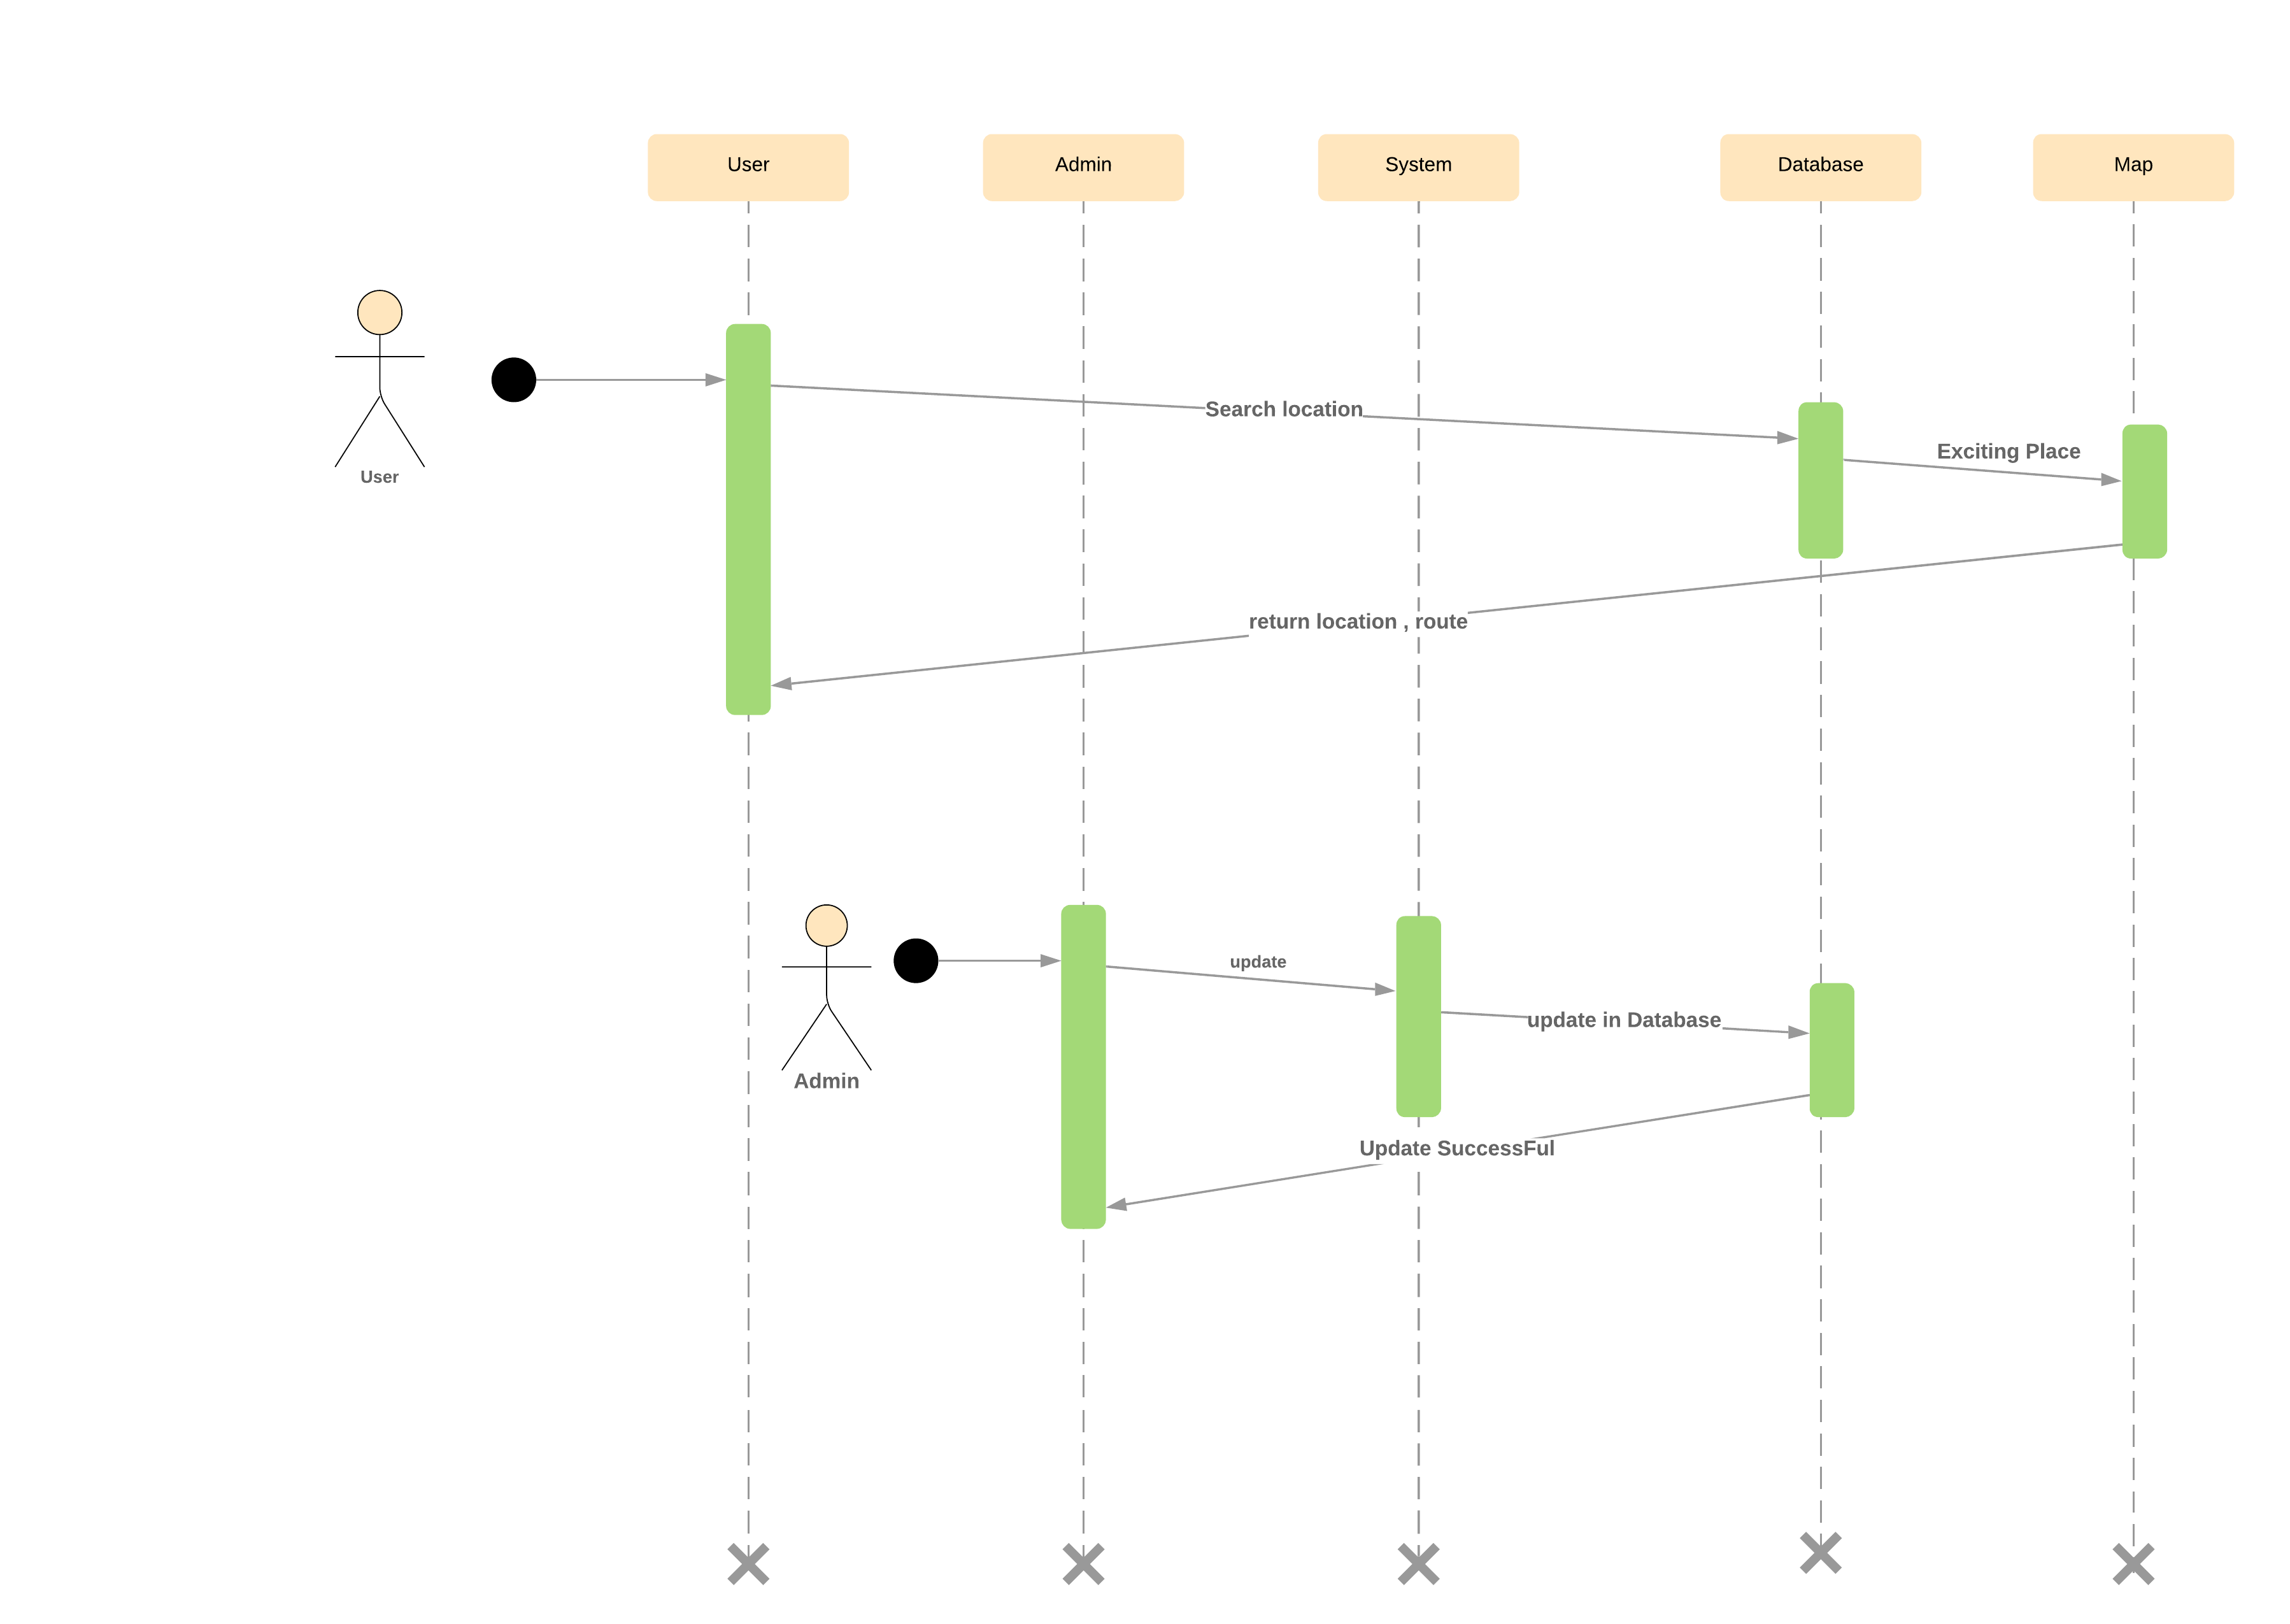 User
Admin
System
Database
Map
Search location
Exciting Place
User
return location , route
update
update in Database
Admin
Update SuccessFul